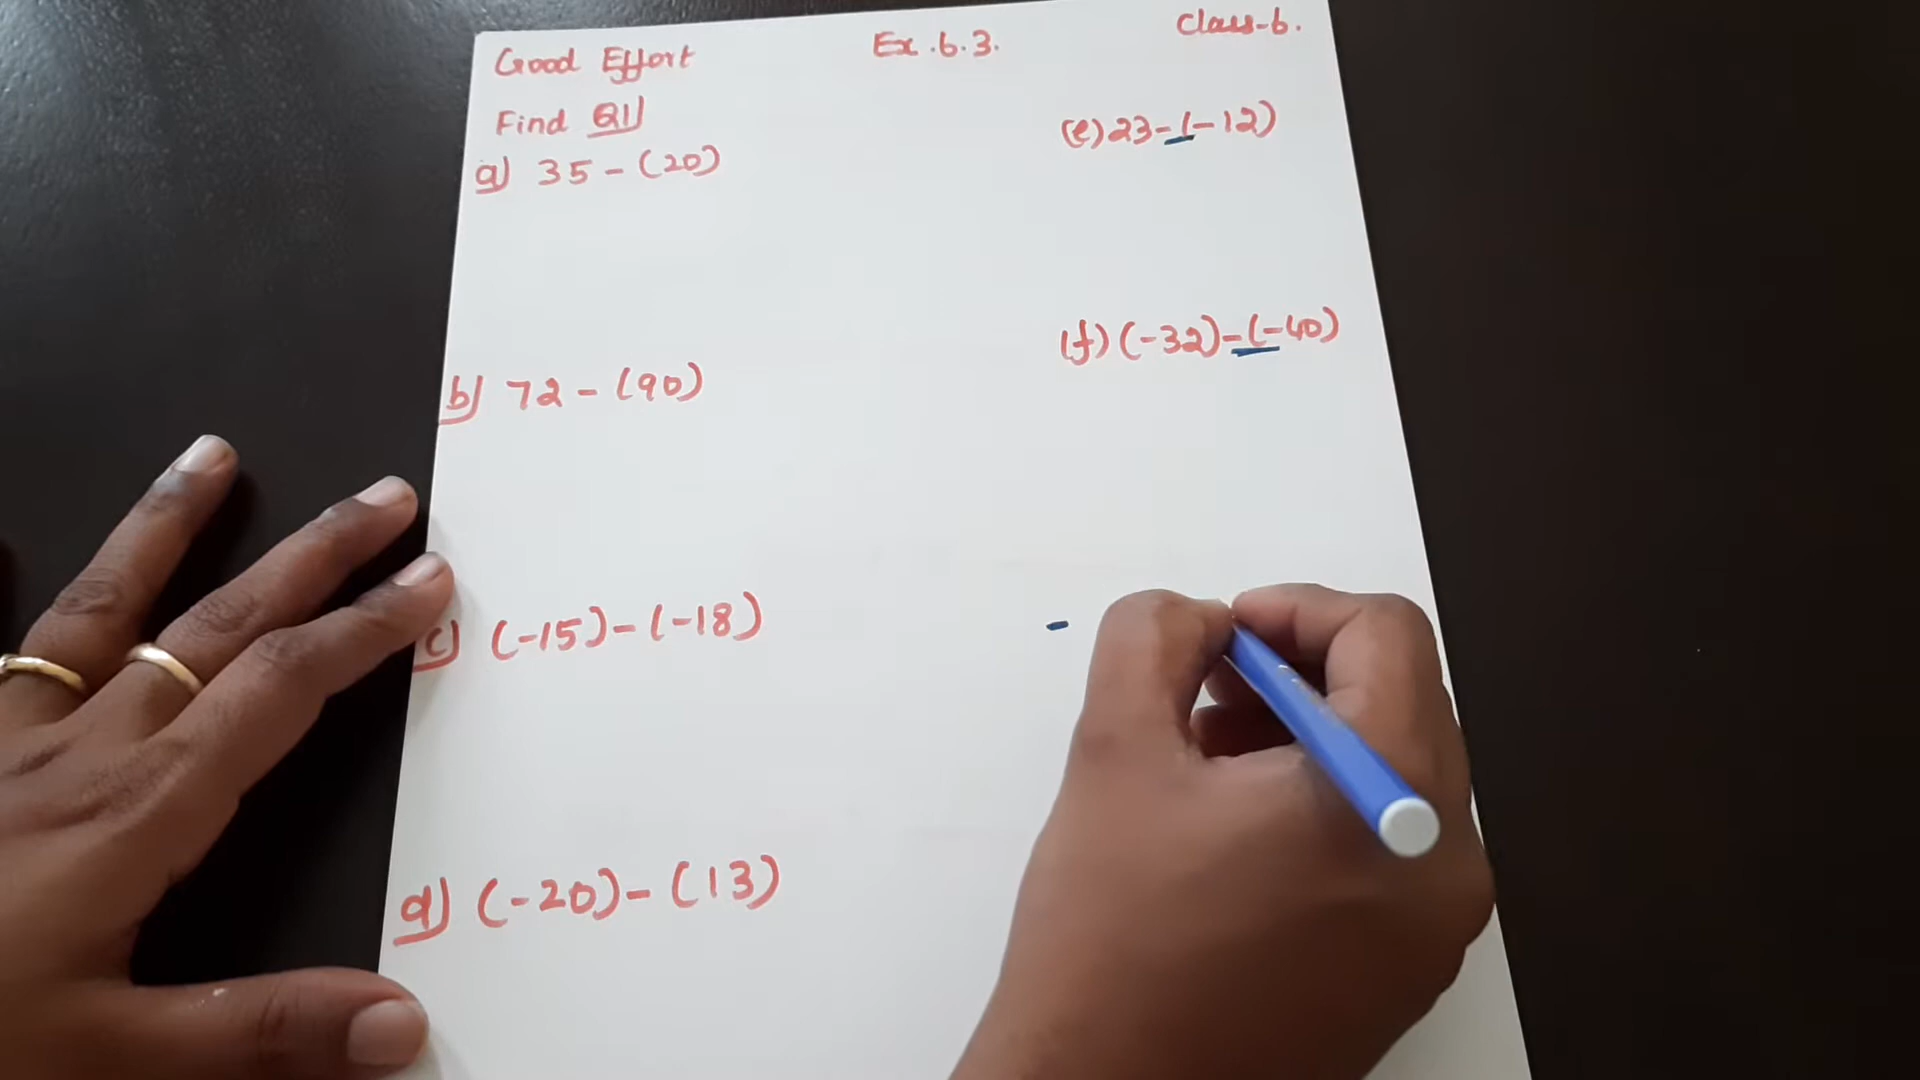 Good Effort
Ex.6.3.
Class-6.
Find Q1
a) 35-(20)
b) 72-(90)
c) (-15)-(-18)
d) (-20)-(13)
(e) 23-(-12)
(f) (-32)-(-40)
-